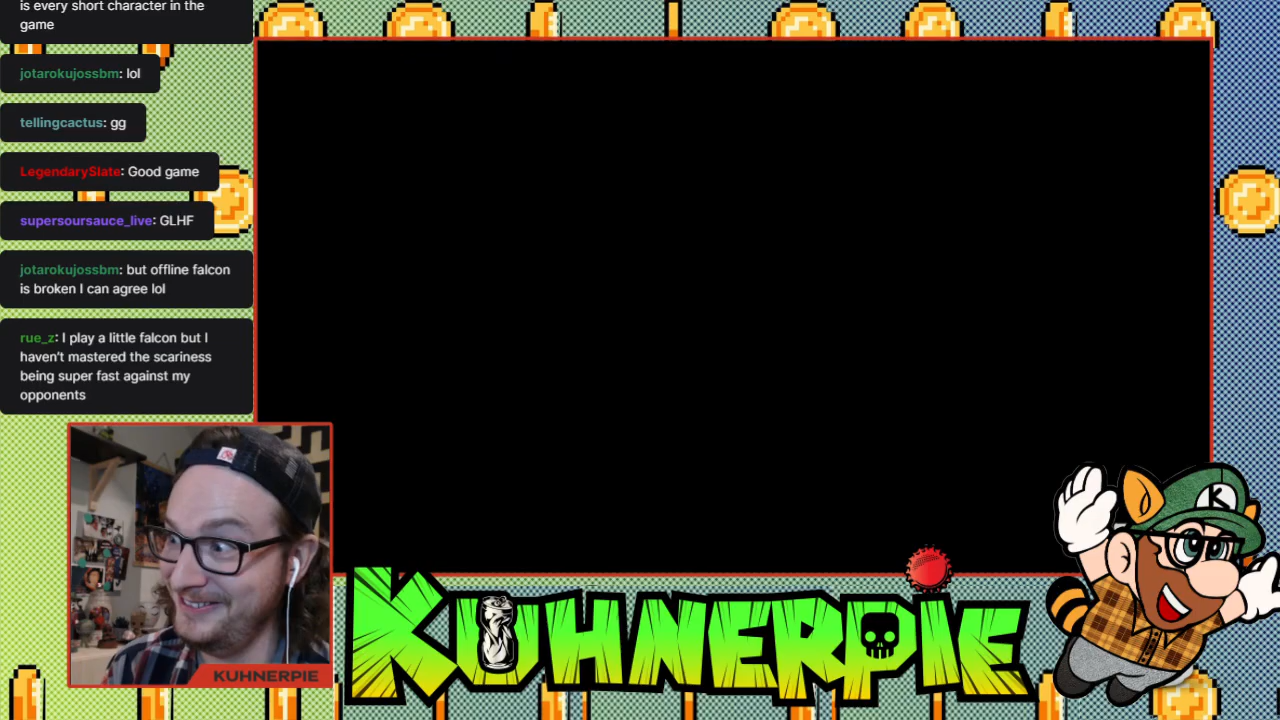 is every short character in the
game
jotarokujossbm: lol
tellingcactus: gg
LegendarySlate: Good game
supersoursauce_live: GLHF
jotarokujossbm: but offline falcon
is broken I can agree lol
rue_z: I play a little falcon but I
haven't mastered the scariness
being super fast against my
opponents
KUHNERPIE
KUHNERPIE
K